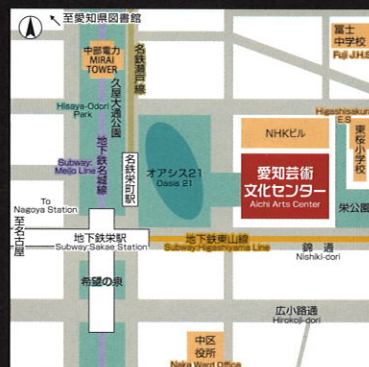 至愛知県図書館
中部電力
MIRAI
TOWER
名鉄瀬戸線
久屋大通公園
Hisaya-Odori
Park
地下鉄名城線
Subway:
Meijo Line
名鉄栄町駅
オアシス21
Oasis 21
冨士
中学校
Fuji J.H.S
Higashisakura
E.S
東桜小学校
NHKビル
愛知芸術
文化センター
Aichi Arts Center
栄公園
To
Nagoya Station
至名古屋
地下鉄栄駅
Subway:Sakae Station
地下鉄東山線
Subway:Higashiyama Line
錦通
Nishiki-dori
希望の泉
広小路通
Hirokoji-dori
中区
役所
Naka Ward Office